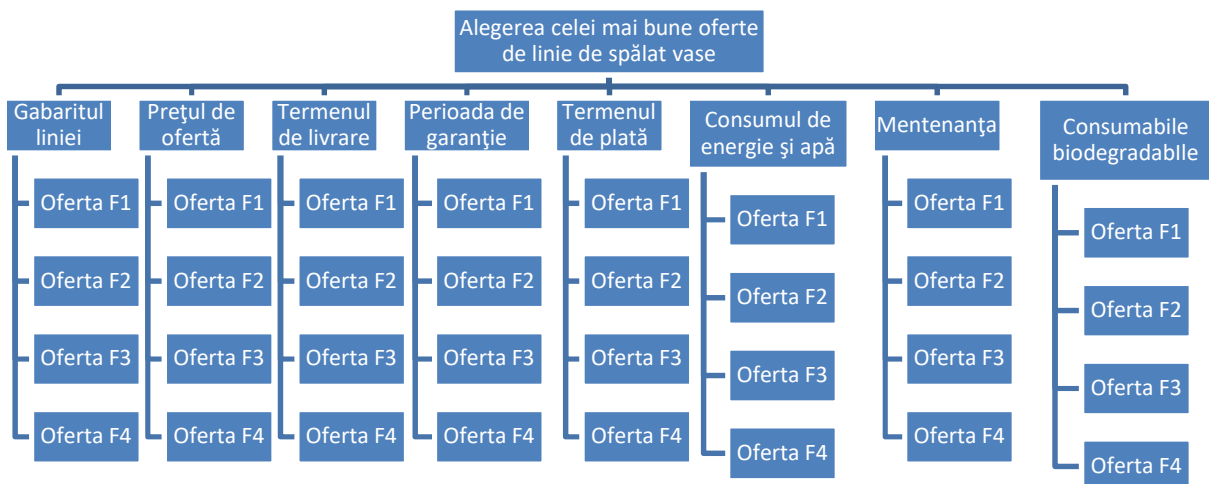 Alegerea celei mai bune oferte
de linie de spălat vase
Gabaritul
liniei
Oferta F1
Oferta F2
Oferta F3
Oferta F4
Preţul de
ofertă
Oferta F1
Oferta F2
Oferta F3
Oferta F4
Termenul
de livrare
Oferta F1
Oferta F2
Oferta F3
Oferta F4
Perioada de
garanţie
Oferta F1
Oferta F2
Oferta F3
Oferta F4
Termenul
de plată
Oferta F1
Oferta F2
Oferta F3
Oferta F4
Consumul de
energie şi apă
Oferta F1
Oferta F2
Oferta F3
Oferta F4
Mentenanţa
Oferta F1
Oferta F2
Oferta F3
Oferta F4
Consumabile
biodegradabIle
Oferta F1
Oferta F2
Oferta F3
Oferta F4